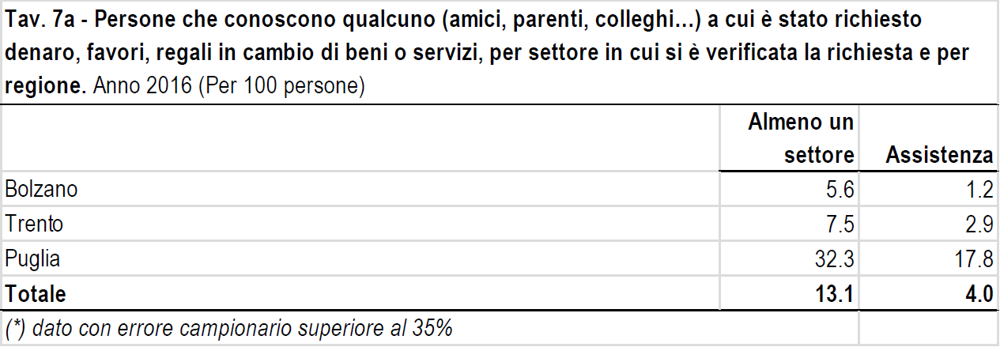 Tav. 7a - Persone che conoscono qualcuno (amici, parenti, colleghi...) a cui è stato richiesto
denaro, favori, regali in cambio di beni o servizi, per settore in cui si è verificata la richiesta e per
regione. Anno 2016 (Per 100 persone)
Almeno un
settore Assistenza
Bolzano 5.6 1.2
Trento 7.5 2.9
Puglia 32.3 17.8
Totale 13.1 4.0
(*) dato con errore campionario superiore al 35%